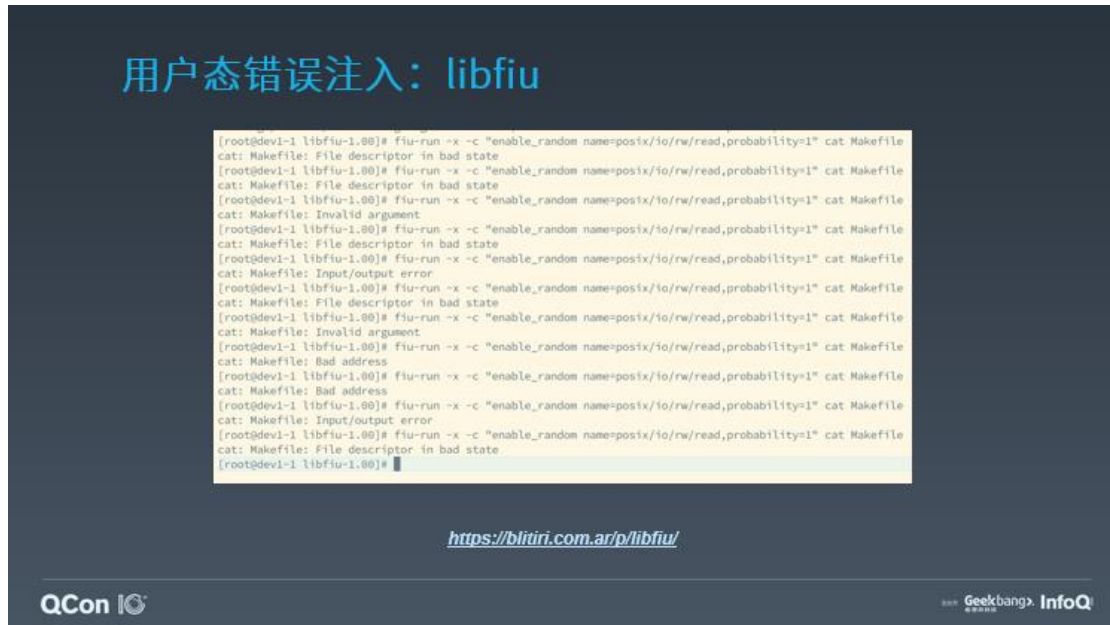 用户态错误注入：libfiu
[root@dev1-1 libfiu-1.00]# fiu-run -x -c "enable_random name=posix/io/rw/read,probability=1" cat Makefile
cat: Makefile: File descriptor in bad state
[root@dev1-1 libfiu-1.00]# fiu-run -x -c "enable_random name=posix/io/rw/read,probability=1" cat Makefile
cat: Makefile: File descriptor in bad state
[root@dev1-1 libfiu-1.00]# fiu-run -x -c "enable_random name=posix/io/rw/read,probability=1" cat Makefile
cat: Makefile: Invalid argument
[root@dev1-1 libfiu-1.00]# fiu-run -x -c "enable_random name=posix/io/rw/read,probability=1" cat Makefile
cat: Makefile: File descriptor in bad state
[root@dev1-1 libfiu-1.00]# fiu-run -x -c "enable_random name=posix/io/rw/read,probability=1" cat Makefile
cat: Makefile: Input/output error
[root@dev1-1 libfiu-1.00]# fiu-run -x -c "enable_random name=posix/io/rw/read,probability=1" cat Makefile
cat: Makefile: File descriptor in bad state
[root@dev1-1 libfiu-1.00]# fiu-run -x -c "enable_random name=posix/io/rw/read,probability=1" cat Makefile
cat: Makefile: Invalid argument
[root@dev1-1 libfiu-1.00]# fiu-run -x -c "enable_random name=posix/io/rw/read,probability=1" cat Makefile
cat: Makefile: Bad address
[root@dev1-1 libfiu-1.00]# fiu-run -x -c "enable_random name=posix/io/rw/read,probability=1" cat Makefile
cat: Makefile: Bad address
[root@dev1-1 libfiu-1.00]# fiu-run -x -c "enable_random name=posix/io/rw/read,probability=1" cat Makefile
cat: Makefile: Input/output error
[root@dev1-1 libfiu-1.00]# fiu-run -x -c "enable_random name=posix/io/rw/read,probability=1" cat Makefile
cat: Makefile: File descriptor in bad state
[root@dev1-1 libfiu-1.00]#
https://blitiri.com.ar/p/libfiu/
QCon
Geekbang>. InfoQ